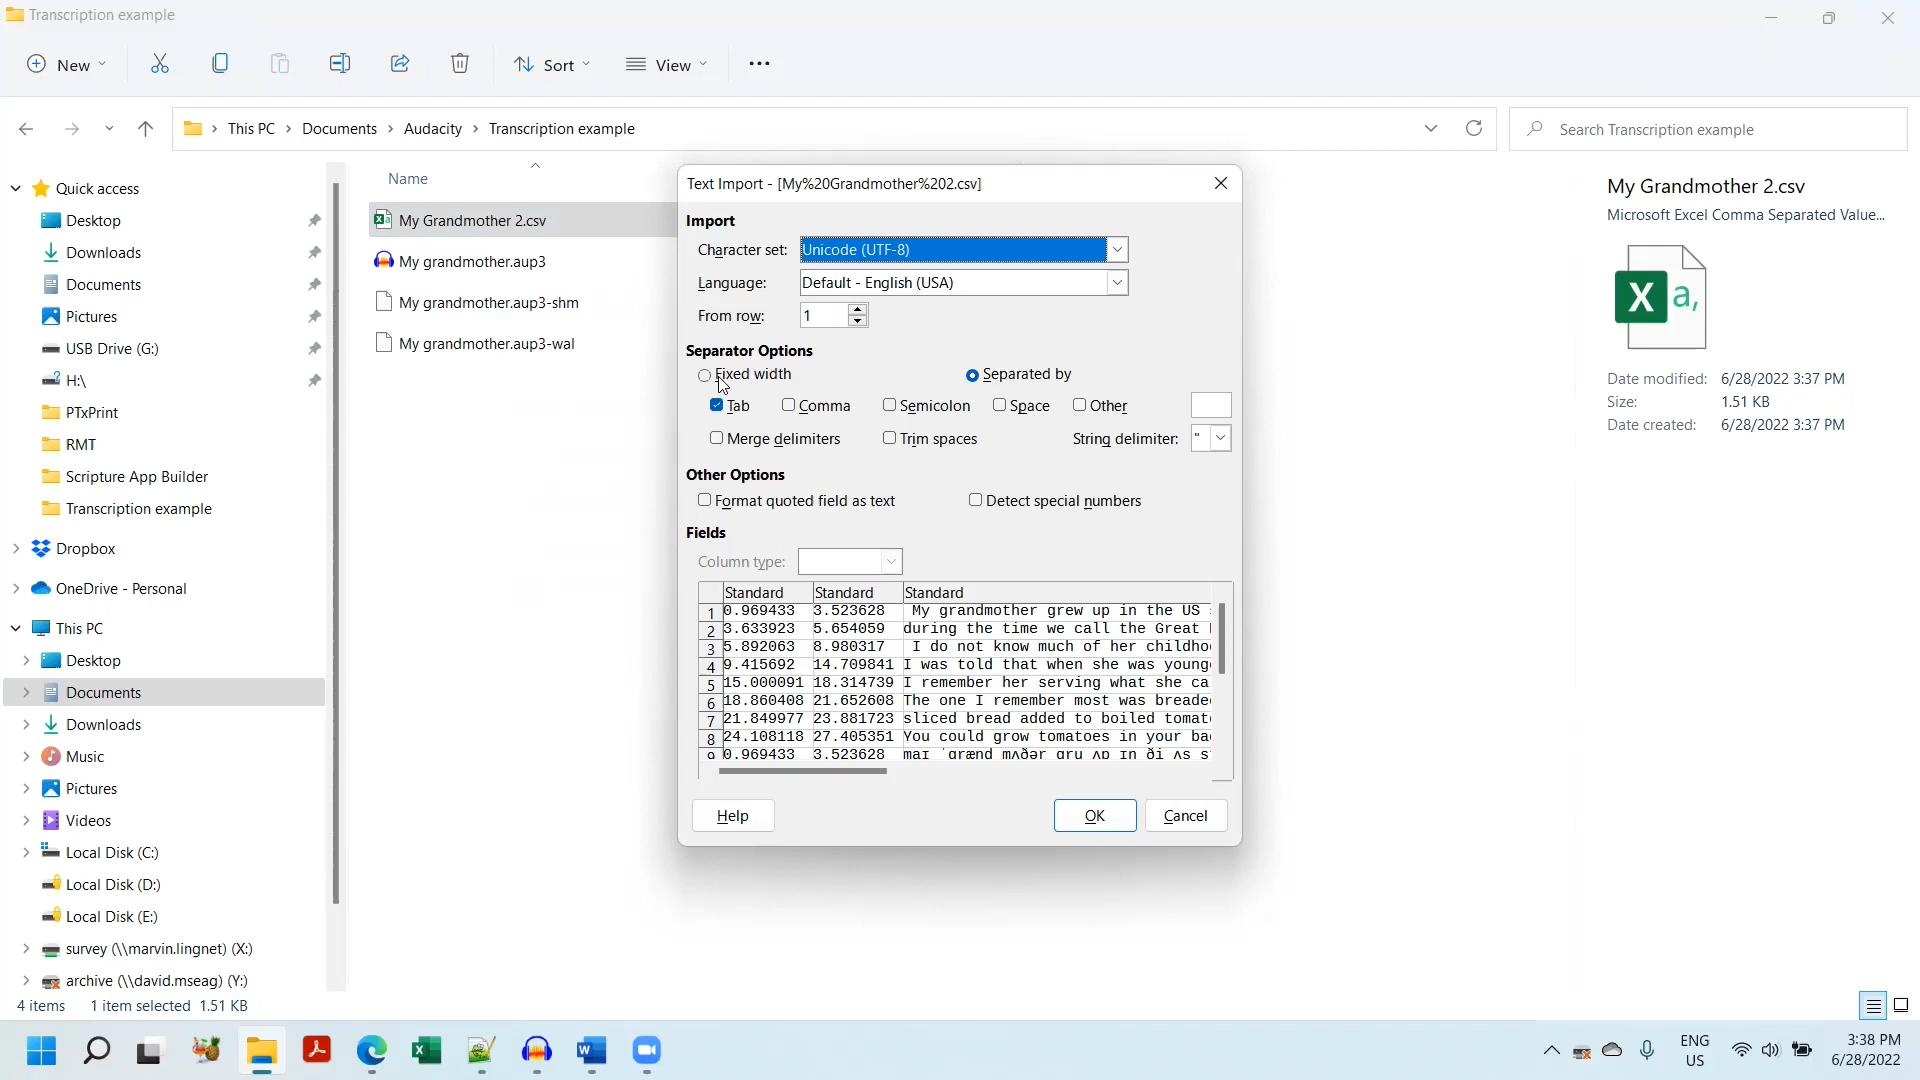 Transcription example
New
Sort
View
This PC
Documents
Audacity
Transcription example
Search Transcription example
Quick access
Desktop
Downloads
Documents
Pictures
USB Drive (G:)
H:\
PTxPrint
RMT
Scripture App Builder
Transcription example
Dropbox
OneDrive - Personal
This PC
Desktop
Documents
Downloads
Music
Pictures
Videos
Local Disk (C:)
Local Disk (D:)
Local Disk (E:)
survey (\\marvin.lingnet) (X:)
archive (\\david.mseag) (Y:)
4 items 1 item selected 1.51 KB
Name
My Grandmother 2.csv
My grandmother.aup3
My grandmother.aup3-shm
My grandmother.aup3-wal
Text Import - [My%20Grandmother%202.csv]
Import
Character set: Unicode (UTF-8)
Language: Default - English (USA)
From row: 1
Separator Options
Fixed width Separated by
Tab Comma Semicolon Space Other
Merge delimiters Trim spaces String delimiter: "
Other Options
Format quoted field as text Detect special numbers
Fields
Column type:
Standard Standard Standard
1 0.969433 3.523628 My grandmother grew up in the US
2 3.633923 5.654059 during the time we call the Great
3 5.892063 8.980317 I do not know much of her childho
4 9.415692 14.709841 I was told that when she was young
5 15.000091 18.314739 I remember her serving what she ca
6 18.860408 21.652608 The one I remember most was breade
7 21.849977 23.881723 sliced bread added to boiled tomat
8 24.108118 27.405351 You could grow tomatoes in your ba
9 0.969433 3.523628 maɪ ˈɡrænd mʌðər ɡru ʌp ɪn ði ʌs s
Help OK Cancel
My Grandmother 2.csv
Microsoft Excel Comma Separated Value...
X a,
Date modified: 6/28/2022 3:37 PM
Size: 1.51 KB
Date created: 6/28/2022 3:37 PM
ENG
US
3:38 PM
6/28/2022